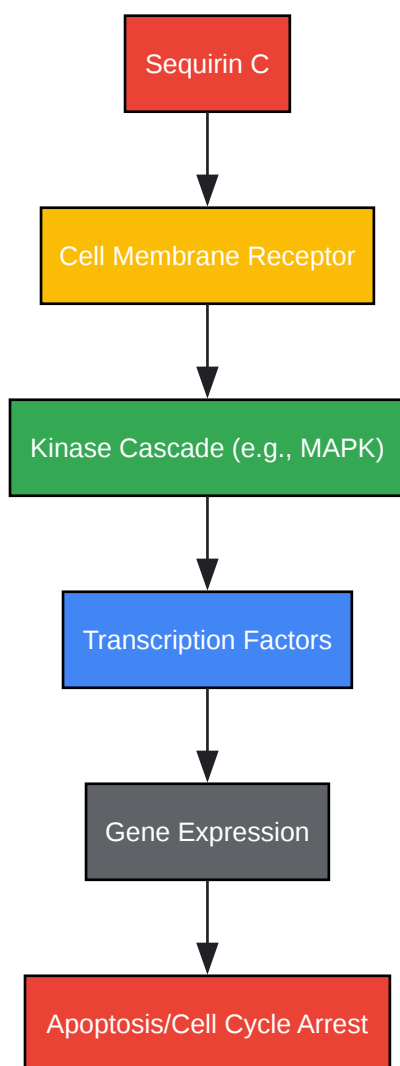 Sequirin C
Cell Membrane Receptor
Kinase Cascade (e.g., MAPK)
Transcription Factors
Gene Expression
Apoptosis/Cell Cycle Arrest